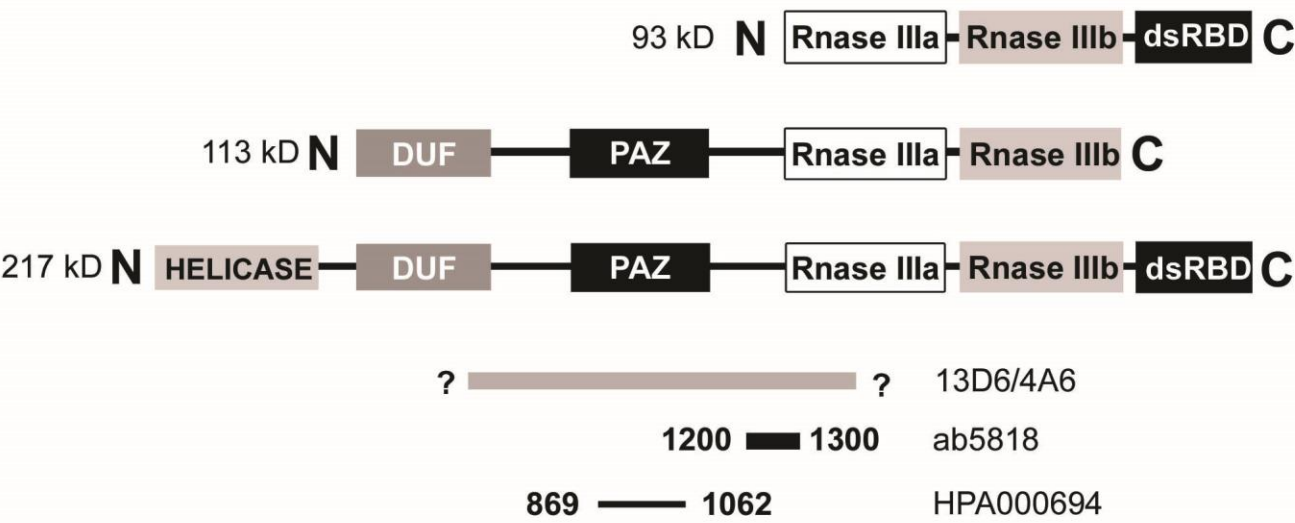 93 kD N Rnase IIIa Rnase IIIb dsRBD C
113 kD N DUF PAZ Rnase IIIa Rnase IIIb C
217 kD N HELICASE DUF PAZ Rnase IIIa Rnase IIIb dsRBD C
? ? 13D6/4A6
1200 1300 ab5818
869 1062 HPA000694